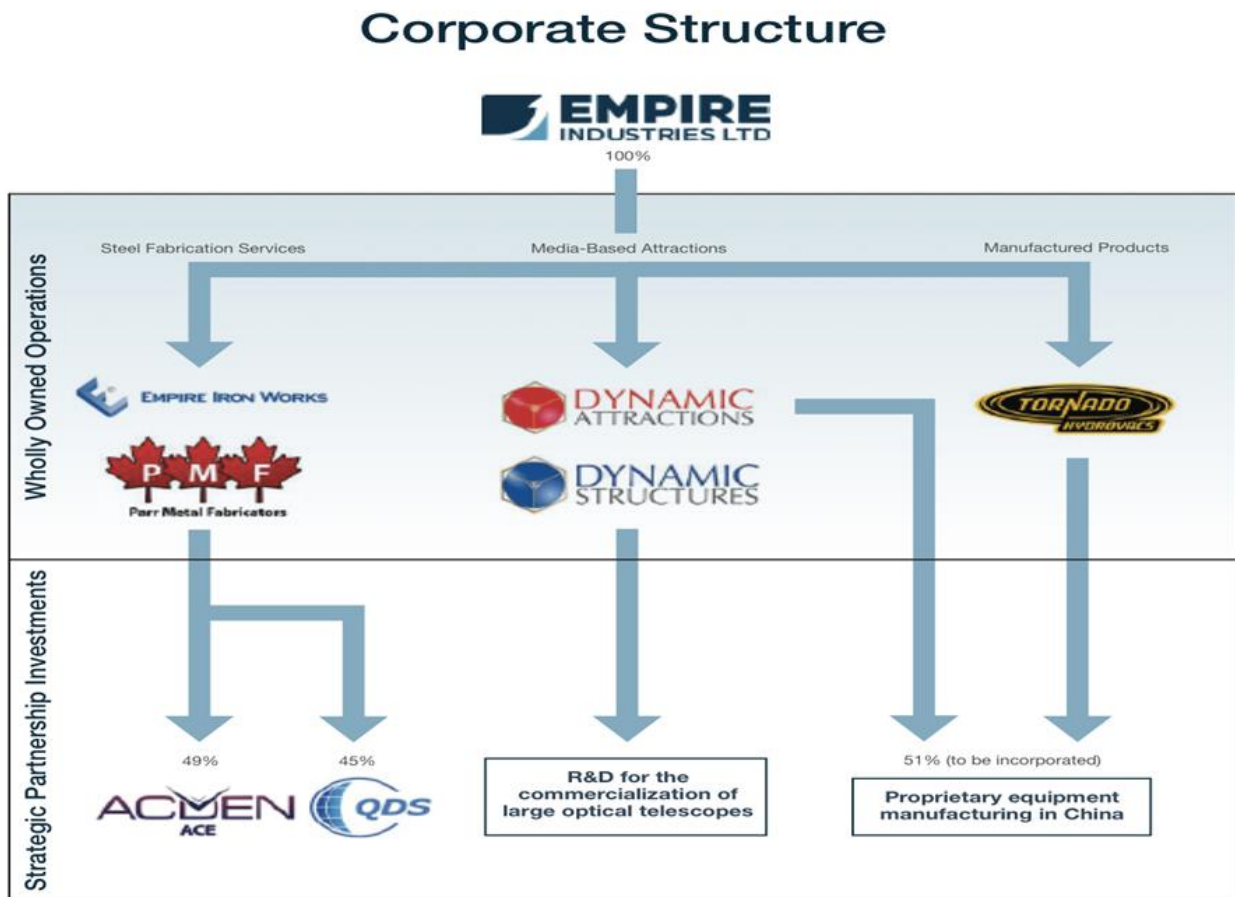 Corporate Structure
EMPIRE
INDUSTRIES LTD
100%
Wholly Owned Operations
Steel Fabrication Services
Media-Based Attractions
Manufactured Products
EMPIRE IRON WORKS
P M F
Parr Metal Fabricators
DYNAMIC
ATTRACTIONS
DYNAMIC
STRUCTURES
TORNADO
HYDROVACS
Strategic Partnership Investments
49%
ACDEN
ACE
45%
QDS
R&D for the
commercialization of
large optical telescopes
51% (to be incorporated)
Proprietary equipment
manufacturing in China